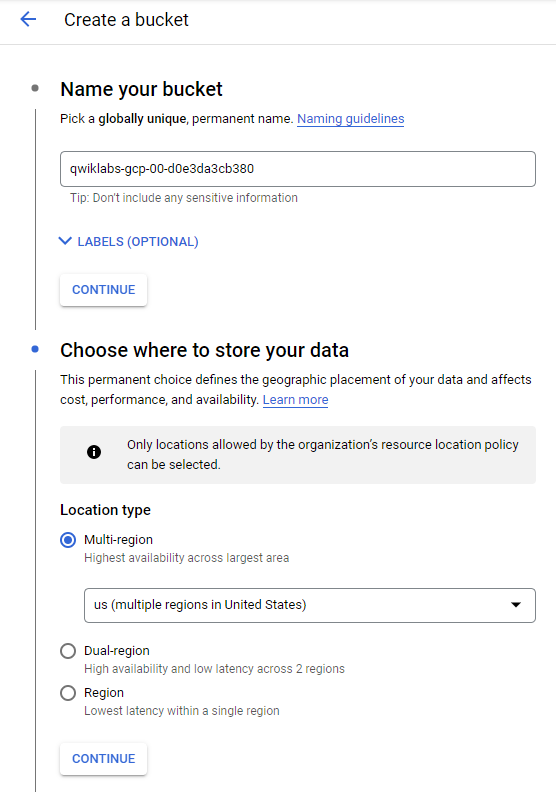 Create a bucket
Name your bucket
Pick a globally unique, permanent name. Naming guidelines
qwiklabs-gcp-00-d0e3da3cb380
Tip: Don't include any sensitive information
LABELS (OPTIONAL)
CONTINUE
Choose where to store your data
This permanent choice defines the geographic placement of your data and affects
cost, performance, and availability. Learn more
Only locations allowed by the organization's resource location policy
can be selected.
Location type
Multi-region
Highest availability across largest area
us (multiple regions in United States)
Dual-region
High availability and low latency across 2 regions
Region
Lowest latency within a single region
CONTINUE